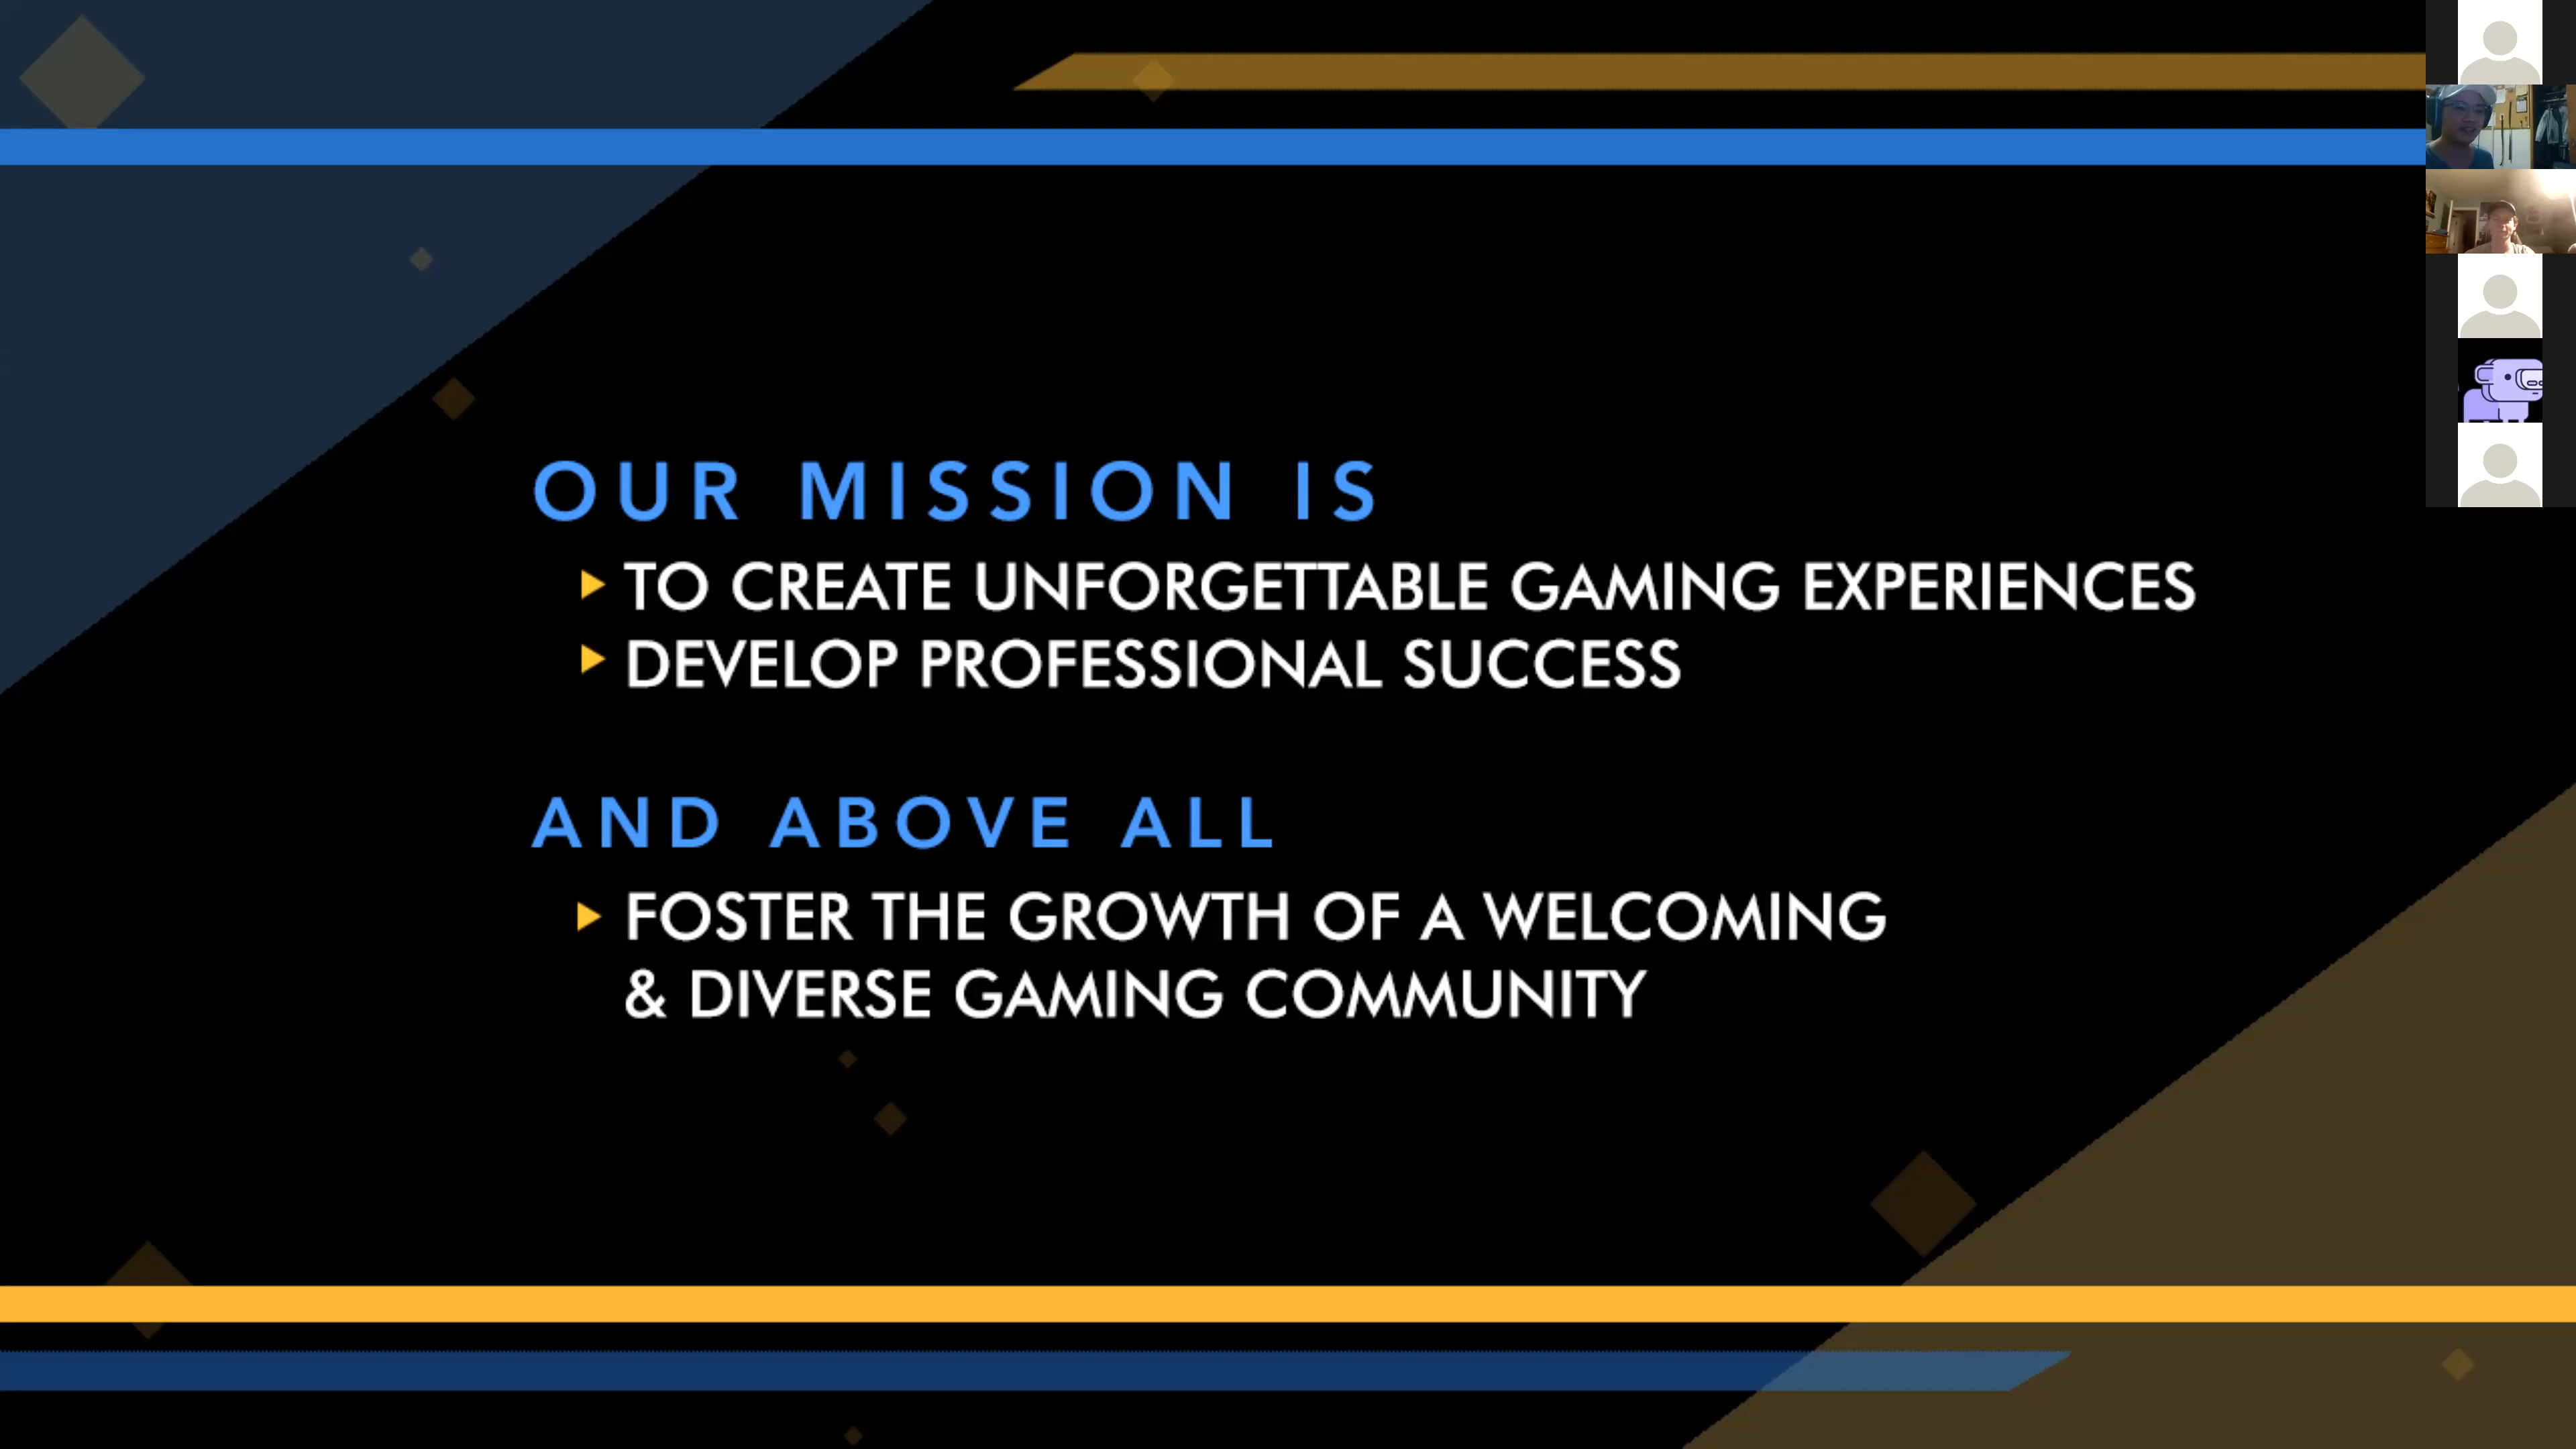 OUR MISSION IS
TO CREATE UNFORGETTABLE GAMING EXPERIENCES
DEVELOP PROFESSIONAL SUCCESS
AND ABOVE ALL
FOSTER THE GROWTH OF A WELCOMING
& DIVERSE GAMING COMMUNITY